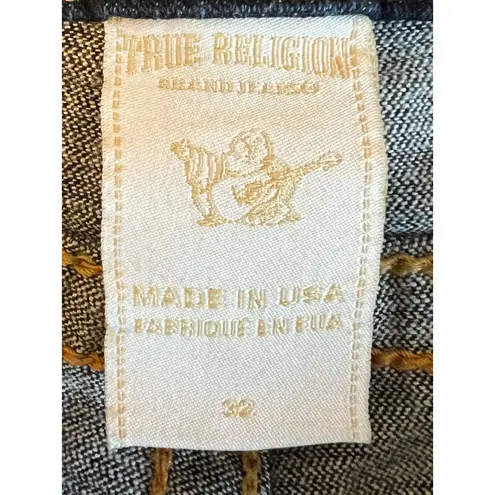 TRUE RELIGION
BRAND JEANS
MADE IN USA
FABRIQUE EN EUA
32